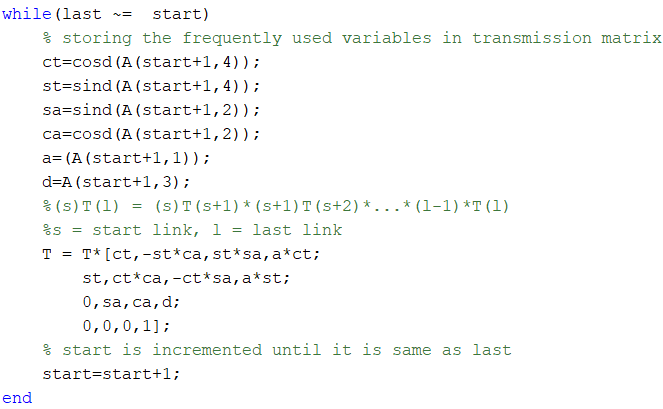 while(last ~=  start)
    % storing the frequently used variables in transmission matrix
    ct=cosd(A(start+1,4));
    st=sind(A(start+1,4));
    sa=sind(A(start+1,2));
    ca=cosd(A(start+1,2));
    a=(A(start+1,1));
    d=A(start+1,3);
    %(s)T(l) = (s)T(s+1)*(s+1)T(s+2)*...*(l-1)*T(l)
    %s = start link, l = last link
    T = T*[ct,-st*ca,st*sa,a*ct;
        st,ct*ca,-ct*sa,a*st;
        0,sa,ca,d;
        0,0,0,1];
    % start is incremented until it is same as last
    start=start+1;
end